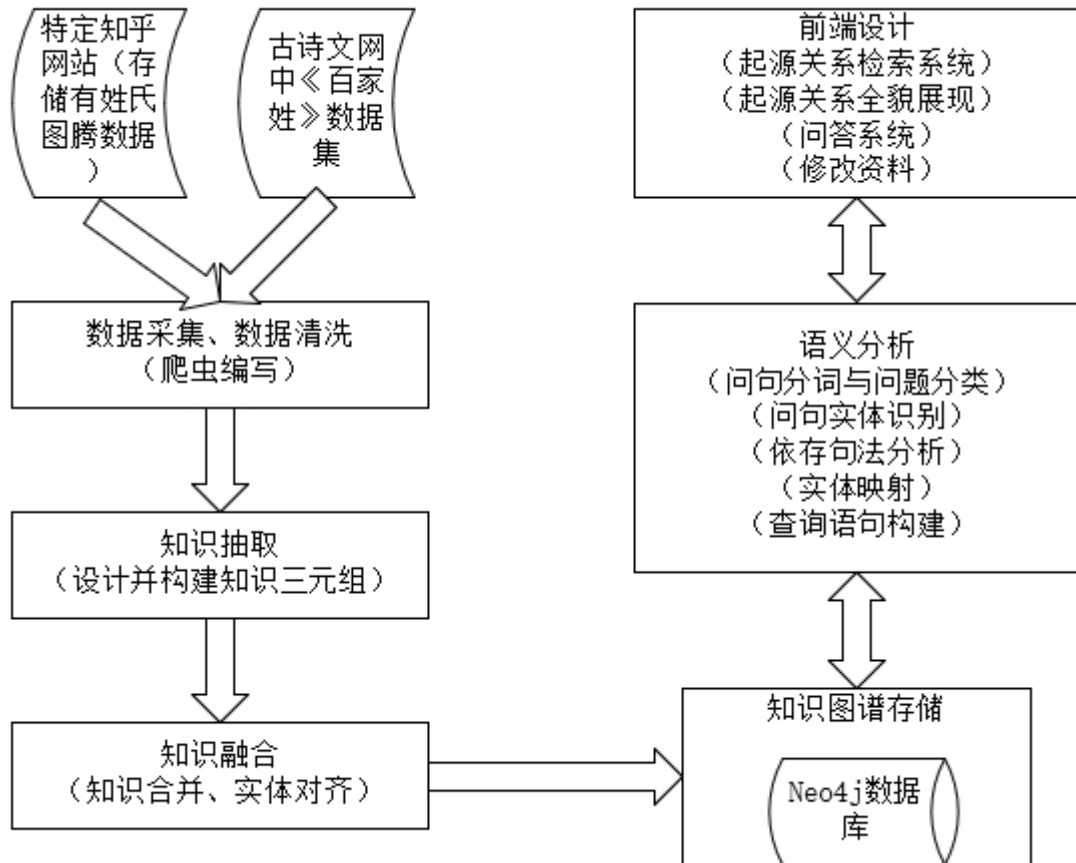 特定知乎
网站（存
储有姓氏
图腾数据
）
古诗文网
中《百家
姓》数据
集
数据采集、数据清洗
（爬虫编写）
知识抽取
（设计并构建知识三元组）
知识融合
（知识合并、实体对齐）
前端设计
（起源关系检索系统）
（起源关系全貌展现）
（问答系统）
（修改资料）
语义分析
（问句分词与问题分类）
（问句实体识别）
（依存句法分析）
（实体映射）
（查询语句构建）
知识图谱存储
Neo4j数据
库